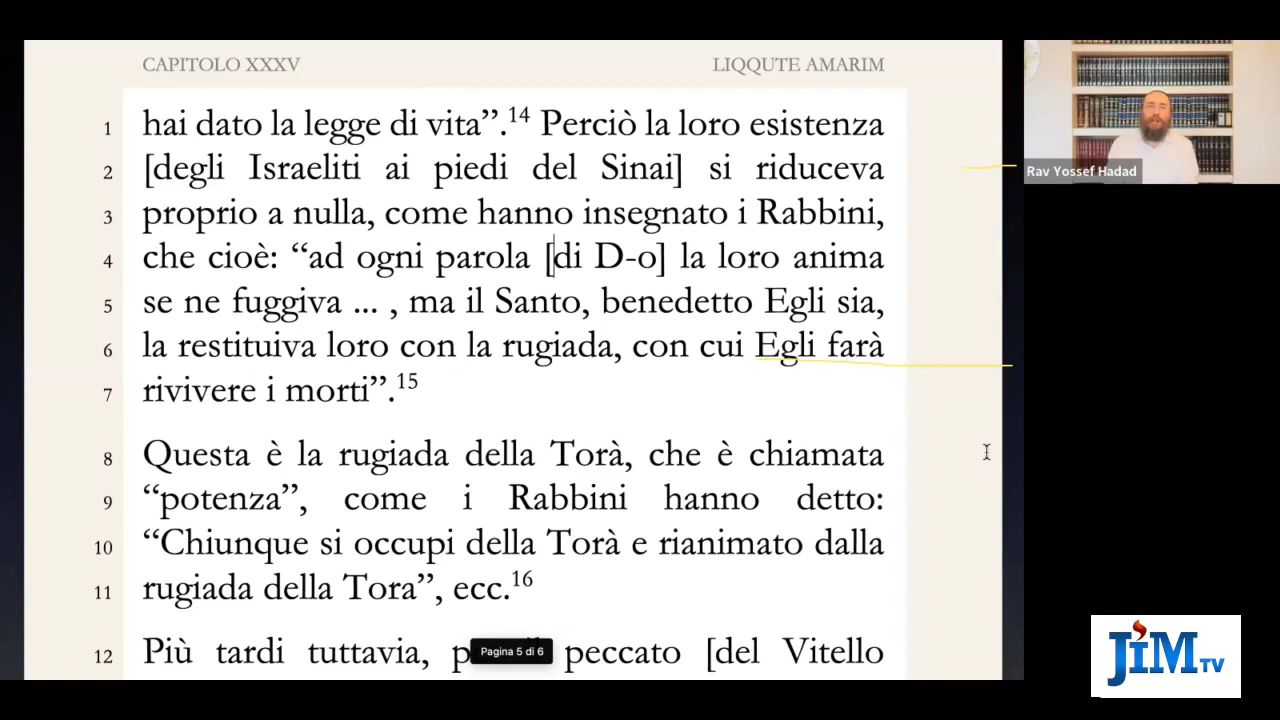 CAPITOLO XXXV LIQQUTE AMARIM
1 hai dato la legge di vita”.14 Perciò la loro esistenza
2 [degli Israeliti ai piedi del Sinai] si riduceva
3 proprio a nulla, come hanno insegnato i Rabbini,
4 che cioè: “ad ogni parola [di D-o] la loro anima
5 se ne fuggiva ... , ma il Santo, benedetto Egli sia,
6 la restituiva loro con la rugiada, con cui Egli farà
7 rivivere i morti”.15
8 Questa è la rugiada della Torà, che è chiamata
9 “potenza”, come i Rabbini hanno detto:
10 “Chiunque si occupi della Torà e rianimato dalla
11 rugiada della Tora”, ecc.16
12 Più tardi tuttavia, peccato [del Vitello
Pagina 5 di 6
Rav Yossef Hadad
JiM TV